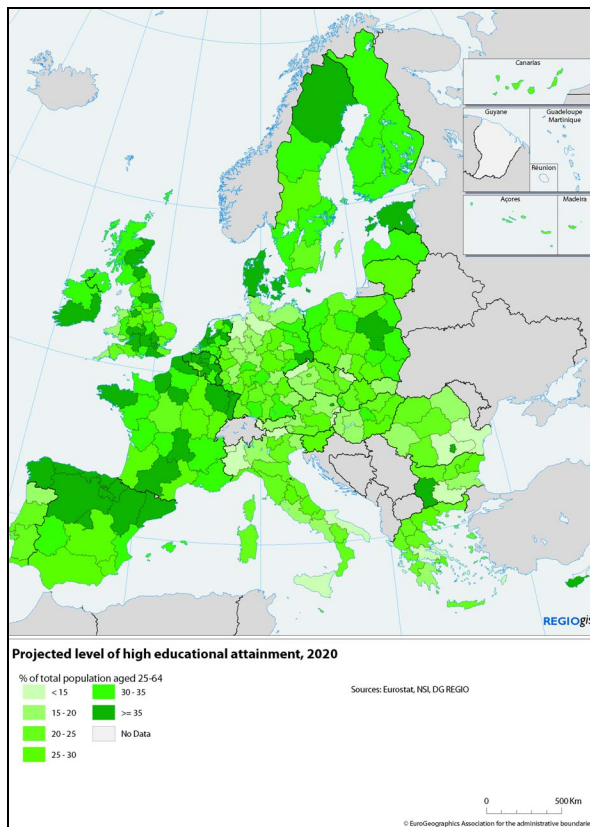 Canarias
Guyane
Guadeloupe
Martinique
Réunion
Açores
Madeira
REGIOgis
Projected level of high educational attainment, 2020
% of total population aged 25-64
< 15
15 - 20
20 - 25
25 - 30
30 - 35
>= 35
No Data
Sources: Eurostat, NSI, DG REGIO
0 500 Km
© EuroGeographics Association for the administrative boundaries